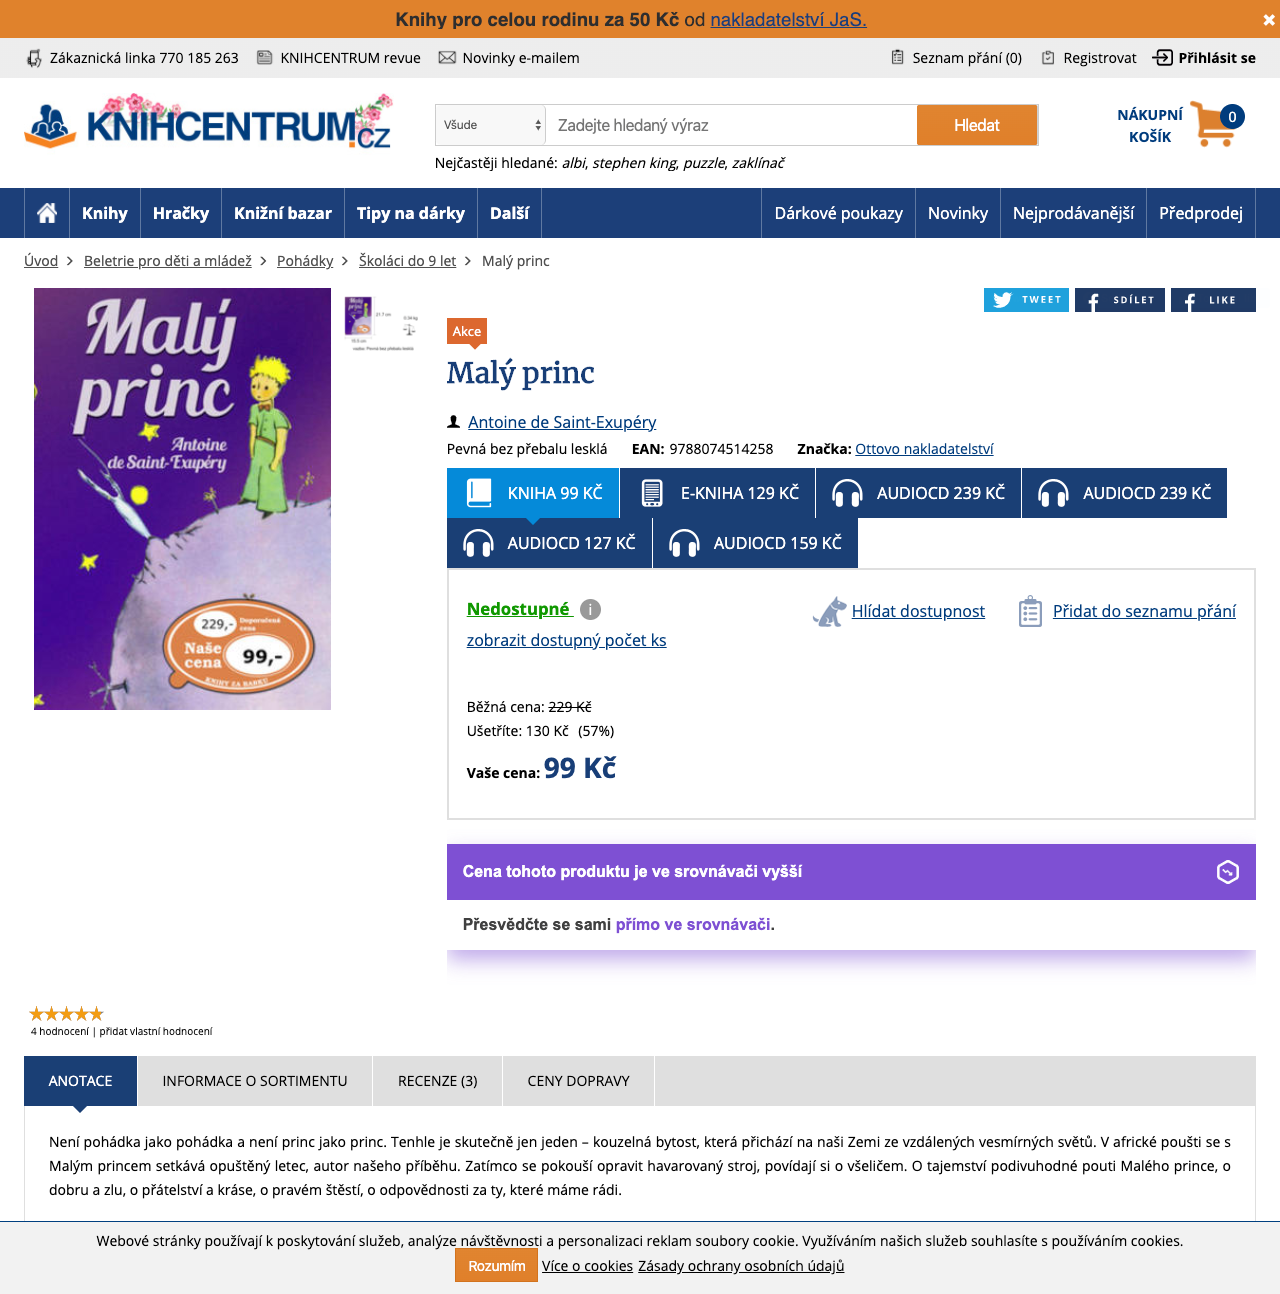 Knihy pro celou rodinu za 50 Kč od nakladatelství JaS.
Zákaznická linka 770 185 263 KNIHCENTRUM revue Novinky e-mailem Seznam přání (0) Registrovat Přihlásit se
KNIHCENTRUM.CZ
Všude Zadejte hledaný výraz Hledat
NÁKUPNÍ KOŠÍK 0
Nejčastěji hledané: albi, stephen king, puzzle, zaklínač
Knihy Hračky Knižní bazar Tipy na dárky Další Dárkové poukazy Novinky Nejprodávanější Předprodej
Úvod > Beletrie pro děti a mládež > Pohádky > Školáci do 9 let > Malý princ
Malý
princ
Antoine
de Saint-Exupéry
229,- Doporučená cena
Naše cena 99,-
KNIHY ZA BABKU
TWEET SDÍLET LIKE
Akce
Malý princ
Antoine de Saint-Exupéry
Pevná bez přebalu lesklá EAN: 9788074514258 Značka: Ottovo nakladatelství
KNIHA 99 KČ E-KNIHA 129 KČ AUDIOCD 239 KČ AUDIOCD 239 KČ
AUDIOCD 127 KČ AUDIOCD 159 KČ
Nedostupné i Hlídat dostupnost Přidat do seznamu přání
zobrazit dostupný počet ks
Běžná cena: 229 Kč
Ušetříte: 130 Kč (57%)
Vaše cena: 99 Kč
Cena tohoto produktu je ve srovnávači vyšší
Přesvědčte se sami přímo ve srovnávači.
4 hodnocení | přidat vlastní hodnocení
ANOTACE INFORMACE O SORTIMENTU RECENZE (3) CENY DOPRAVY
Není pohádka jako pohádka a není princ jako princ. Tenhle je skutečně jen jeden – kouzelná bytost, která přichází na naši Zemi ze vzdálených vesmírných světů. V africké poušti se s
Malým princem setkává opuštěný letec, autor našeho příběhu. Zatímco se pokouší opravit havarovaný stroj, povídají si o všeličem. O tajemství podivuhodné pouti Malého prince, o
dobru a zlu, o přátelství a kráse, o pravém štěstí, o odpovědnosti za ty, které máme rádi.
Webové stránky používají k poskytování služeb, analýze návštěvnosti a personalizaci reklam soubory cookie. Využíváním našich služeb souhlasíte s používáním cookies.
Rozumím Více o cookies Zásady ochrany osobních údajů